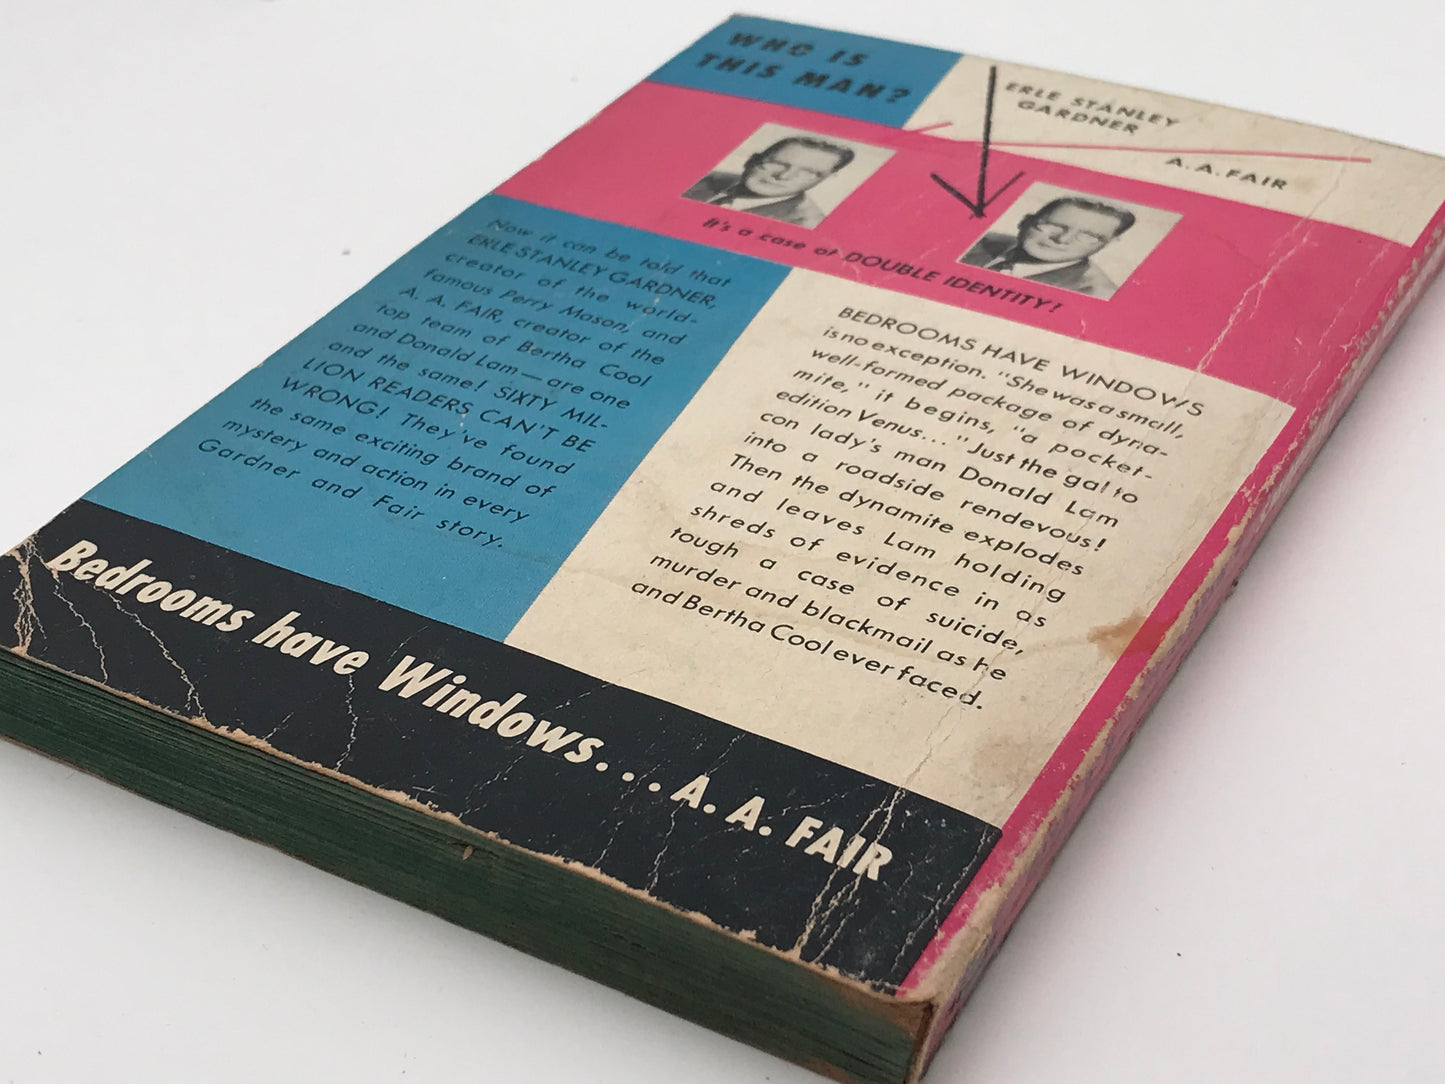 WHO IS
THIS MAN?
ERLE STANLEY
GARDNER
A. A. FAIR
It's a case of DOUBLE IDENTITY!
Now it can be told that
ERLE STANLEY GARDNER,
creator of the world-
famous Perry Mason, and
A. A. FAIR, creator of the
top team of Bertha Cool
and Donald Lam—are one
and the same! SIXTY MIL-
LION READERS CAN'T BE
WRONG! They've found
the same exciting brand of
mystery and action in every
Gardner and Fair story.
BEDROOMS HAVE WINDOWS
is no exception. "She was a small,
well-formed package of dyna-
mite," it begins, "a pocket-
edition Venus..." Just the gal to
con lady's man Donald Lam
into a roadside rendevous!
Then the dynamite explodes
and leaves Lam holding
shreds of evidence in as
tough a case of suicide,
murder and blackmail as he
and Bertha Cool ever faced.
Bedrooms have Windows... A. A. FAIR